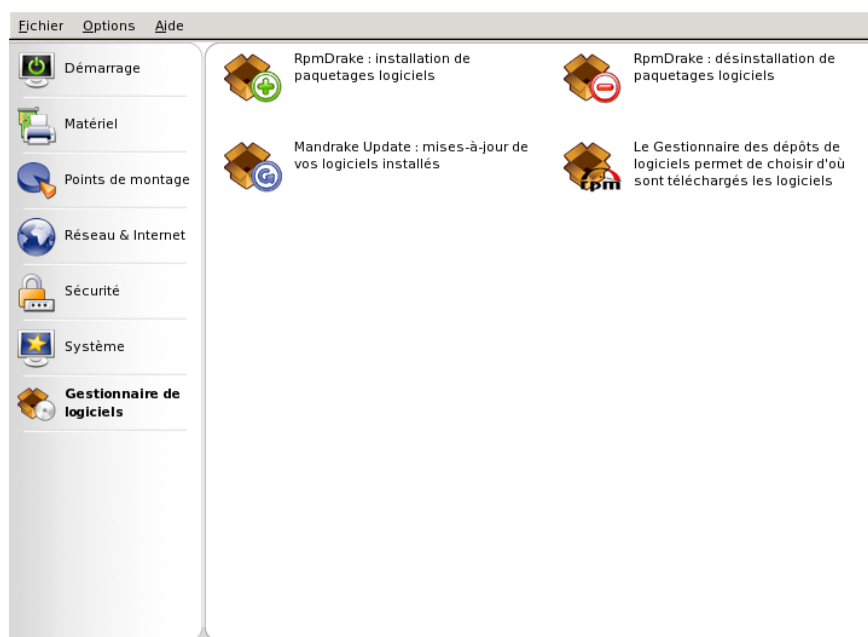 Fichier Options Aide
Démarrage
Matériel
Points de montage
Réseau & Internet
Sécurité
Système
Gestionnaire de
logiciels
RpmDrake : installation de
paquetages logiciels
RpmDrake : désinstallation de
paquetages logiciels
Mandrake Update : mises-à-jour de
vos logiciels installés
Le Gestionnaire des dépôts de
logiciels permet de choisir d'où
sont téléchargés les logiciels
rpm